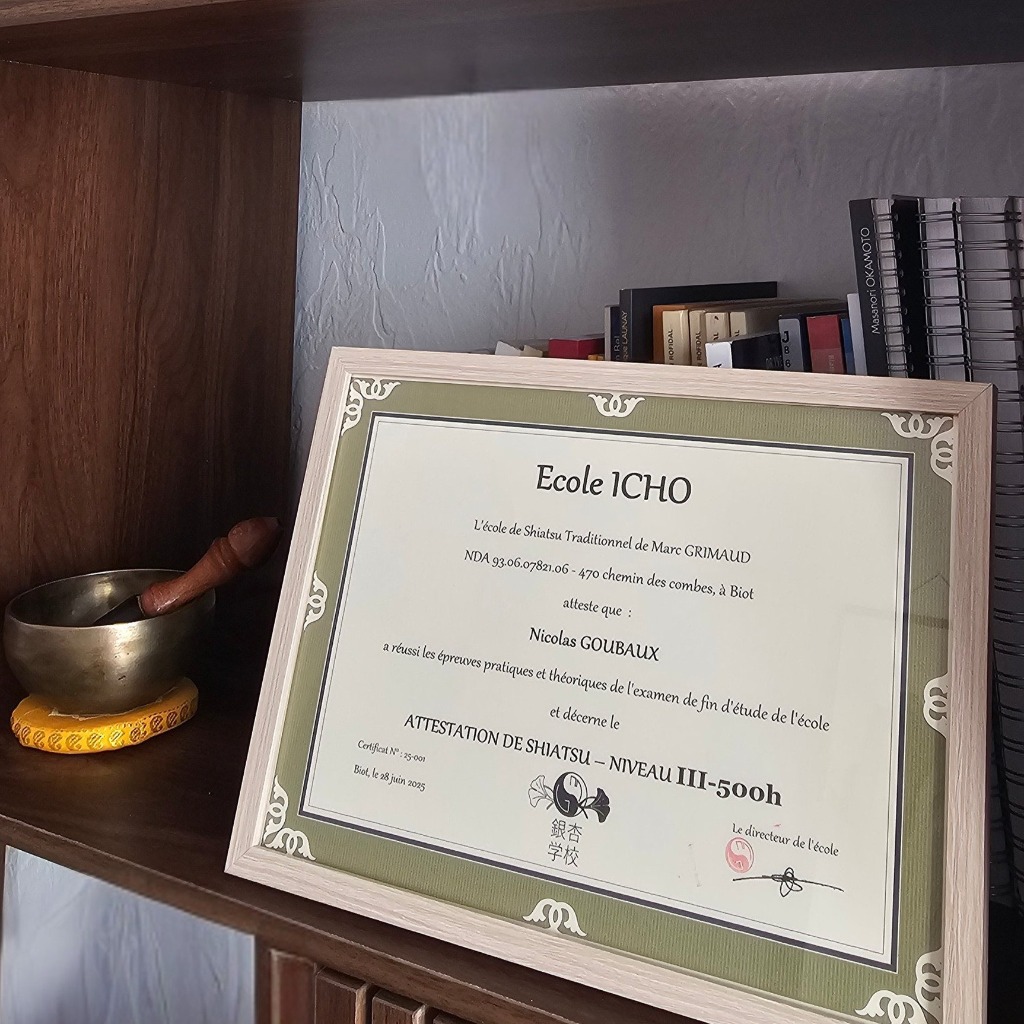 Masanori OKAMOTO
LAUNAY
Ecole ICHO
L'école de Shiatsu Traditionnel de Marc GRIMAUD
NDA 93.06.07821.06 - 470 chemin des combes, à Biot
atteste que :
Nicolas GOUBAUX
a réussi les épreuves pratiques et théoriques de l'examen de fin d'étude de l'école
et décerne le
ATTESTATION DE SHIATSU – NIVEAU III-500h
Certificat N° : 25-001
Biot, le 28 juin 2025
銀杏
学校
Le directeur de l'école